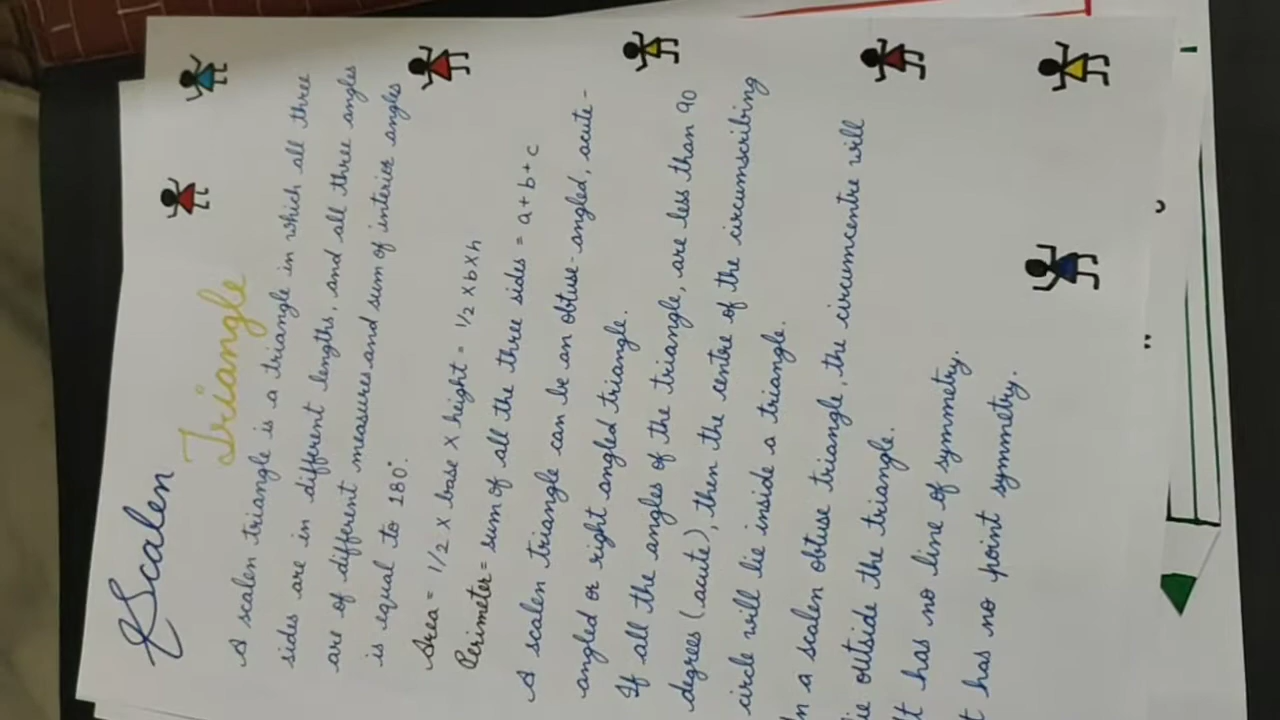 Scalen
Triangle
A scalen triangle is a triangle in which all three
sides are in different lengths, and all three angles
are of different measures and sum of interior angles
is equal to 180°.
Area = 1/2 x base x height = 1/2 x b x h
Perimeter = sum of all the three sides = a + b + c
A scalen triangle can be an obtuse-angled, acute-
angled or right angled triangle.
If all the angles of the triangle, are less than 90
degrees (acute), then the centre of the circumscribing
circle will lie inside a triangle.
In a scalen obtuse triangle, the circumcentre will
lie outside the triangle.
It has no line of symmetry.
It has no point symmetry.